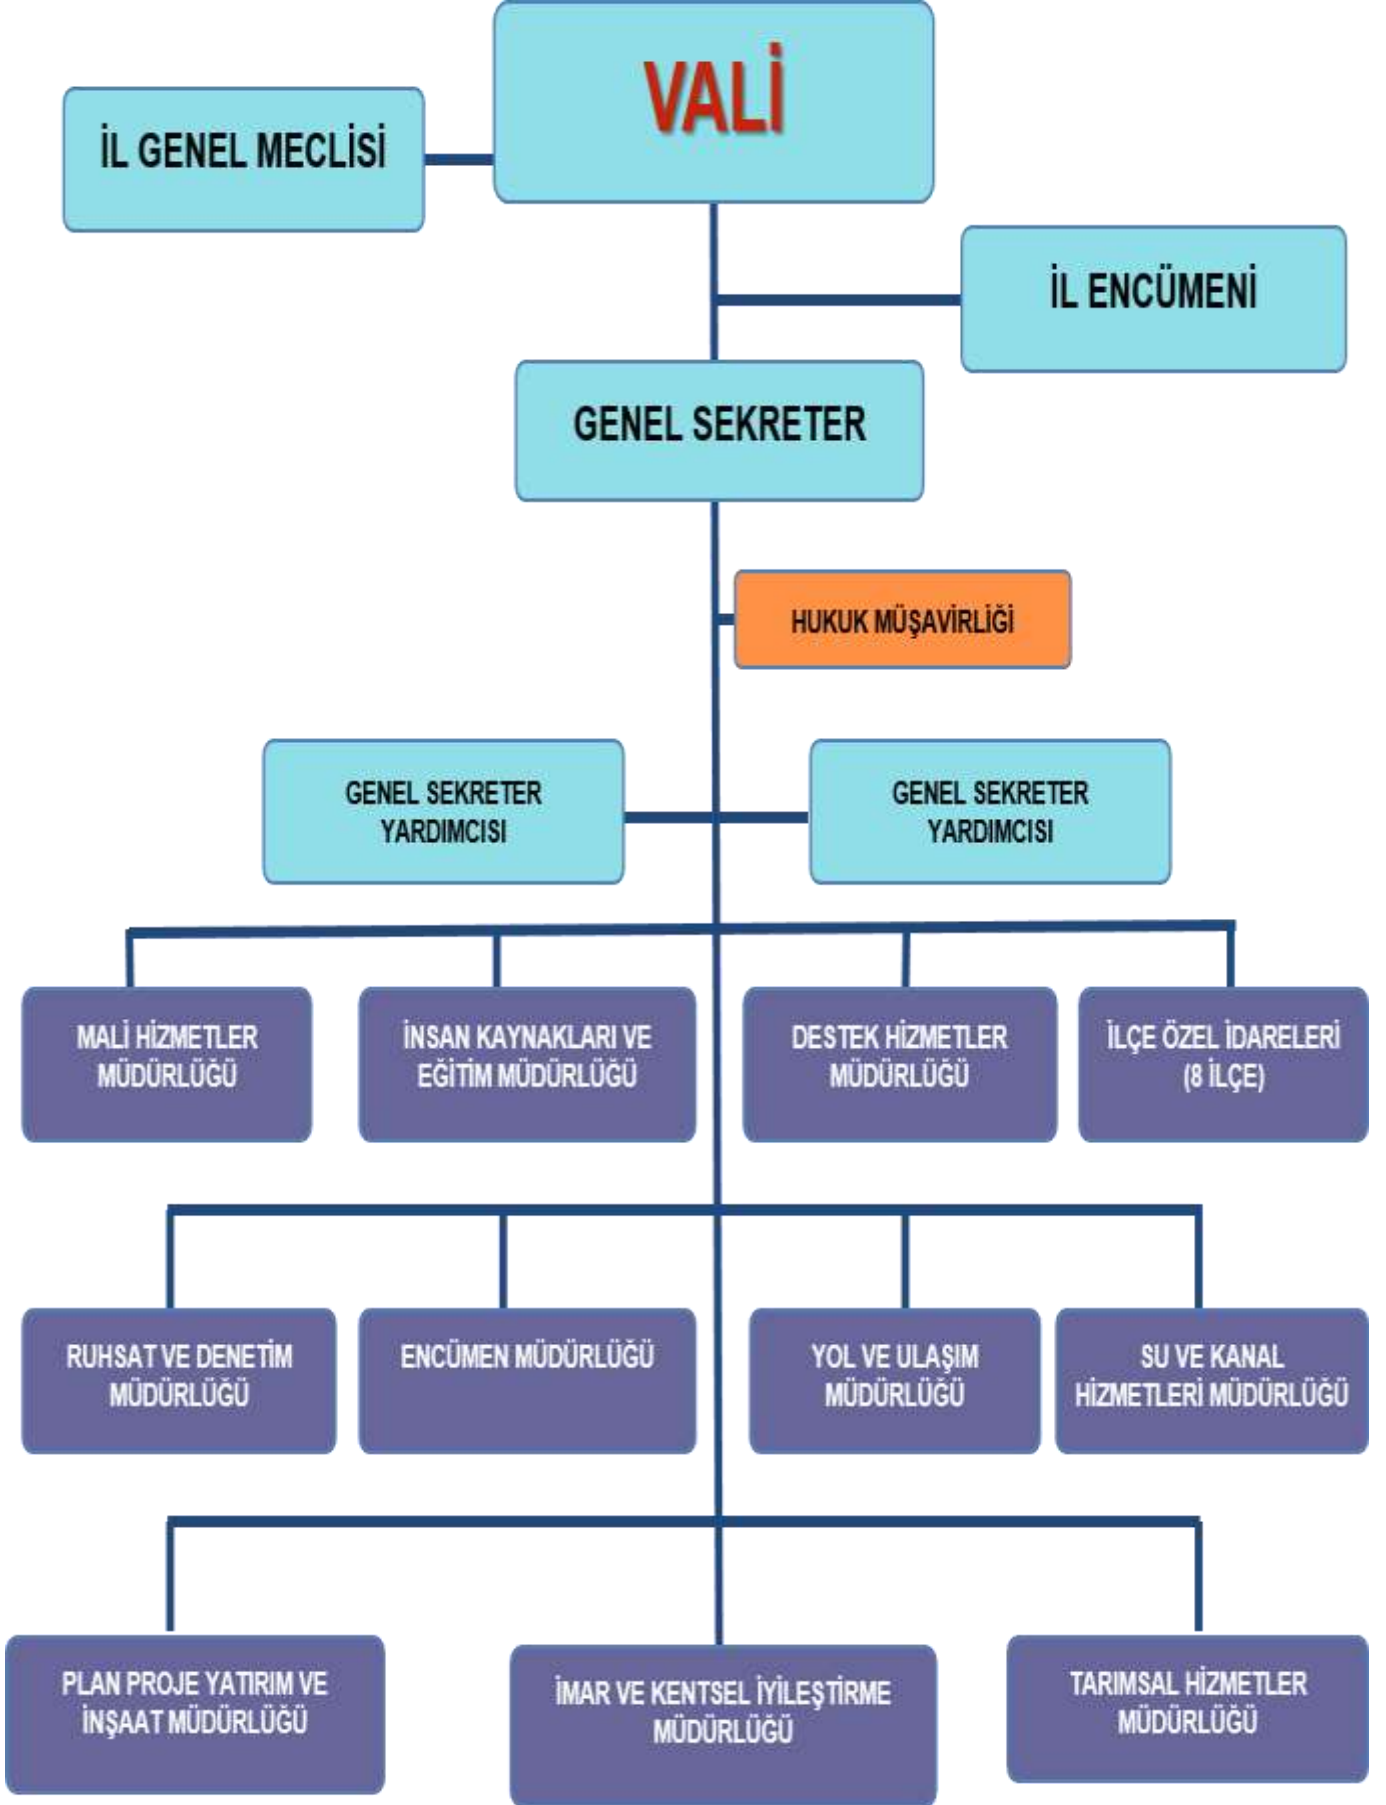 VALİ
İL GENEL MECLİSİ
İL ENCÜMENİ
GENEL SEKRETER
HUKUK MÜŞAVİRLİĞİ
GENEL SEKRETER
YARDIMCISI
GENEL SEKRETER
YARDIMCISI
MALİ HİZMETLER
MÜDÜRLÜĞÜ
İNSAN KAYNAKLARI VE
EĞİTİM MÜDÜRLÜĞÜ
DESTEK HİZMETLER
MÜDÜRLÜĞÜ
İLÇE ÖZEL İDARELERİ
(8 İLÇE)
RUHSAT VE DENETİM
MÜDÜRLÜĞÜ
ENCÜMEN MÜDÜRLÜĞÜ
YOL VE ULAŞIM
MÜDÜRLÜĞÜ
SU VE KANAL
HİZMETLERİ MÜDÜRLÜĞÜ
PLAN PROJE YATIRIM VE
İNŞAAT MÜDÜRLÜĞÜ
İMAR VE KENTSEL İYİLEŞTİRME
MÜDÜRLÜĞÜ
TARIMSAL HİZMETLER
MÜDÜRLÜĞÜ